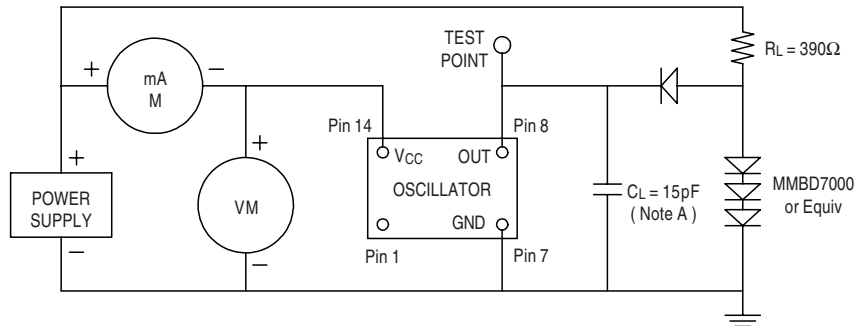 TEST
POINT
RL = 390Ω
+
mA
M
−
Pin 14
Pin 8
+
VCC
OUT
+
OSCILLATOR
MMBD7000
or Equiv
POWER
SUPPLY
VM
CL = 15pF
( Note A )
GND
−
−
Pin 1
Pin 7